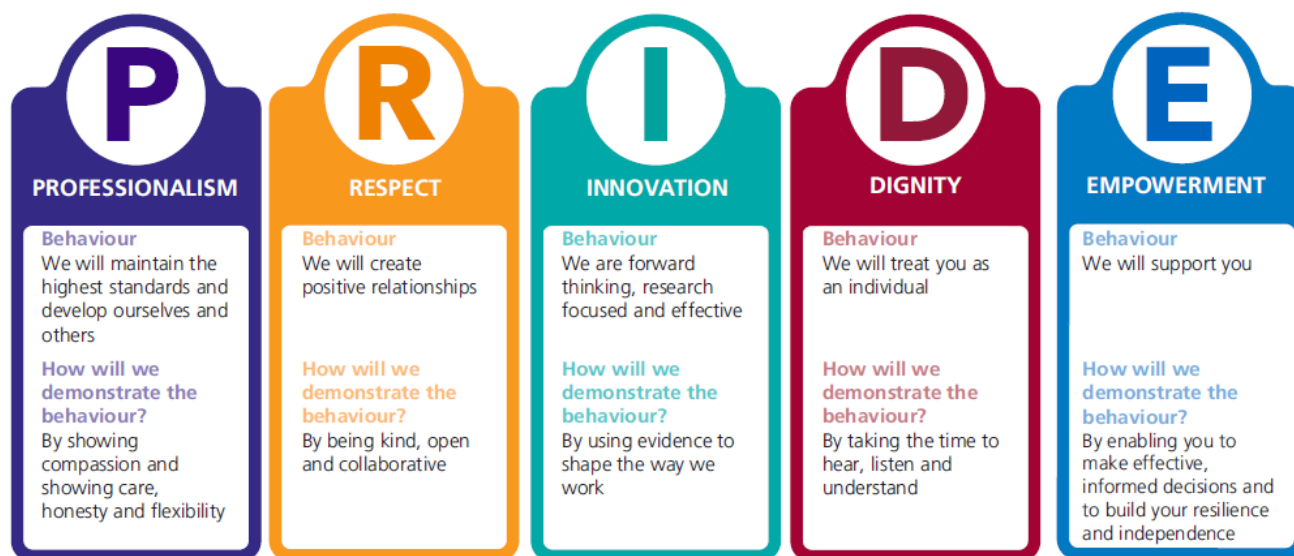 P
PROFESSIONALISM
Behaviour
We will maintain the
highest standards and
develop ourselves and
others
How will we
demonstrate the
behaviour?
By showing
compassion and
showing care,
honesty and flexibility
R
RESPECT
Behaviour
We will create
positive relationships
How will we
demonstrate the
behaviour?
By being kind, open
and collaborative
I
INNOVATION
Behaviour
We are forward
thinking, research
focused and effective
How will we
demonstrate the
behaviour?
By using evidence to
shape the way we
work
D
DIGNITY
Behaviour
We will treat you as
an individual
How will we
demonstrate the
behaviour?
By taking the time to
hear, listen and
understand
E
EMPOWERMENT
Behaviour
We will support you
How will we
demonstrate the
behaviour?
By enabling you to
make effective,
informed decisions and
to build your resilience
and independence